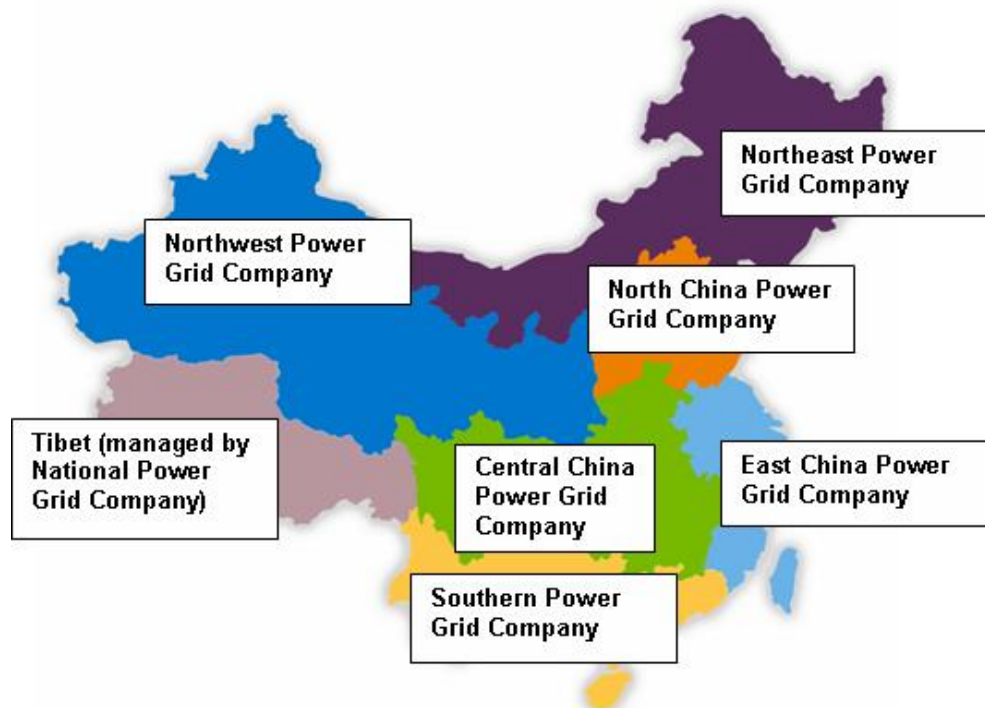 Northeast Power
Grid Company
Northwest Power
Grid Company
North China Power
Grid Company
Tibet (managed by
National Power
Grid Company)
Central China
Power Grid
Company
East China Power
Grid Company
Southern Power
Grid Company